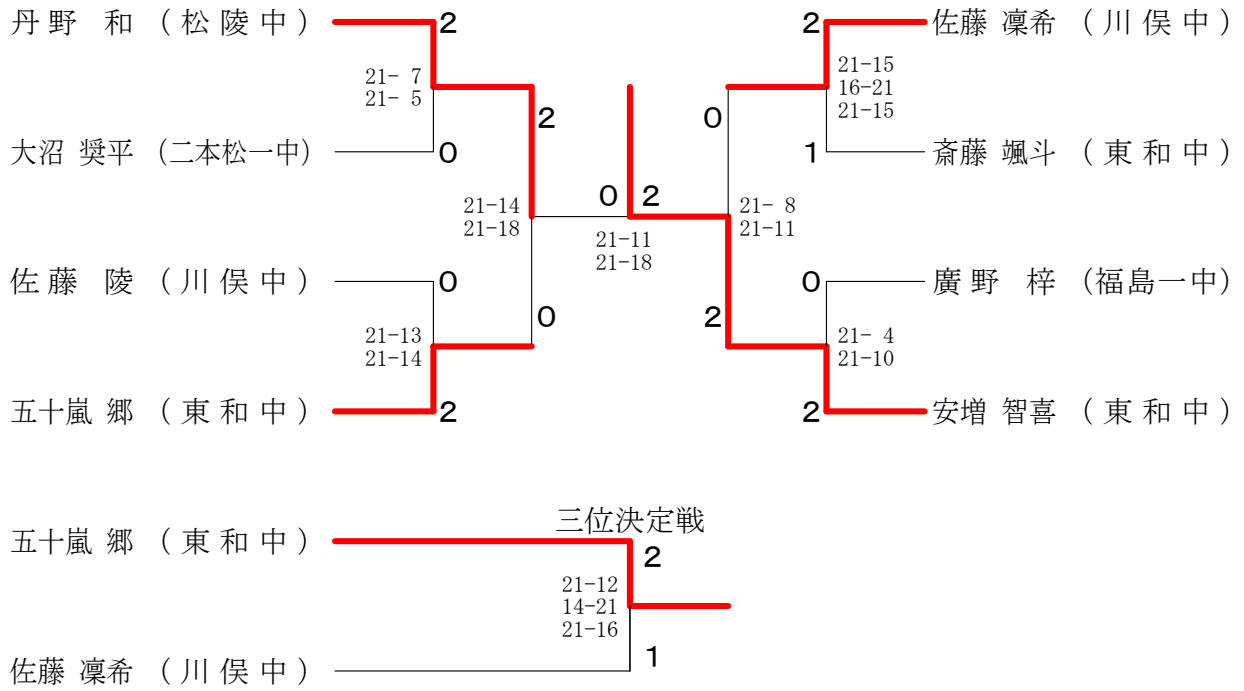 丹野 和 (松陵中) 2
21- 7
21- 5
大沼 奨平 (二本松一中) 0
2
21-14
21-18
佐藤 陵 (川俣中) 0
21-13
21-14
0
五十嵐 郷 (東和中) 2
0 2
21-11
21-18
2 佐藤 凜希 (川俣中)
21-15
16-21
21-15
0
1 斎藤 颯斗 (東和中)
21- 8
21-11
0 廣野 梓 (福島一中)
2
21- 4
21-10
2 安増 智喜 (東和中)
三位決定戦
五十嵐 郷 (東和中) 2
21-12
14-21
21-16
佐藤 凜希 (川俣中) 1